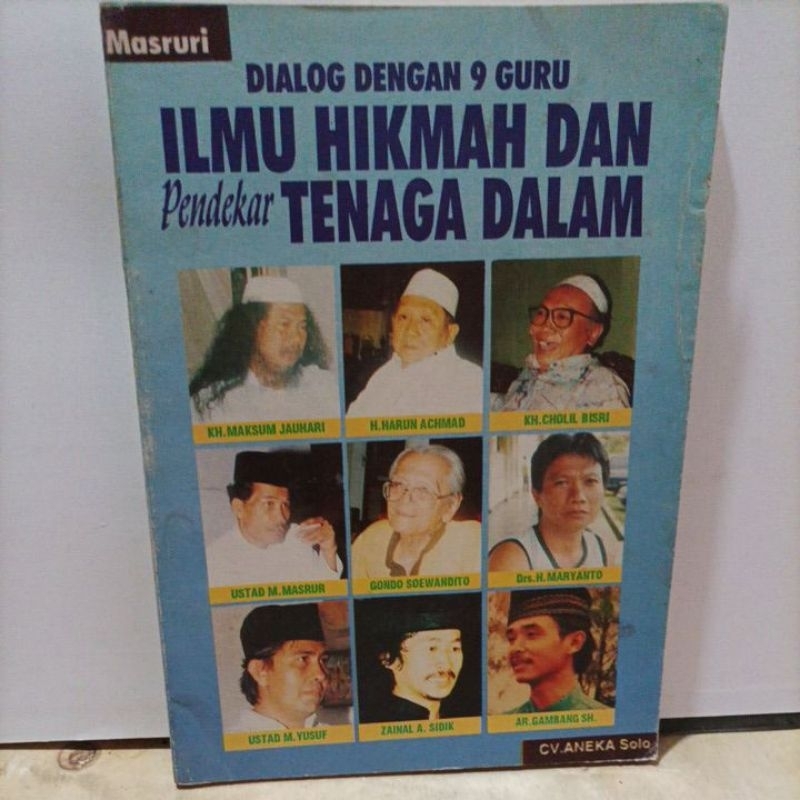 Masruri
DIALOG DENGAN 9 GURU
ILMU HIKMAH DAN
Pendekar TENAGA DALAM
KH. MAKSUM JAUHARI
H. HARUN ACHMAD
KH. CHOLIL BISRI
USTAD M. MASRUR
GONDO SOEWANDITO
Drs. H. MARYANTO
USTAD M. YUSUF
ZAINAL A. SIDIK
AR. GAMBANG SH.
CV. ANEKA Solo